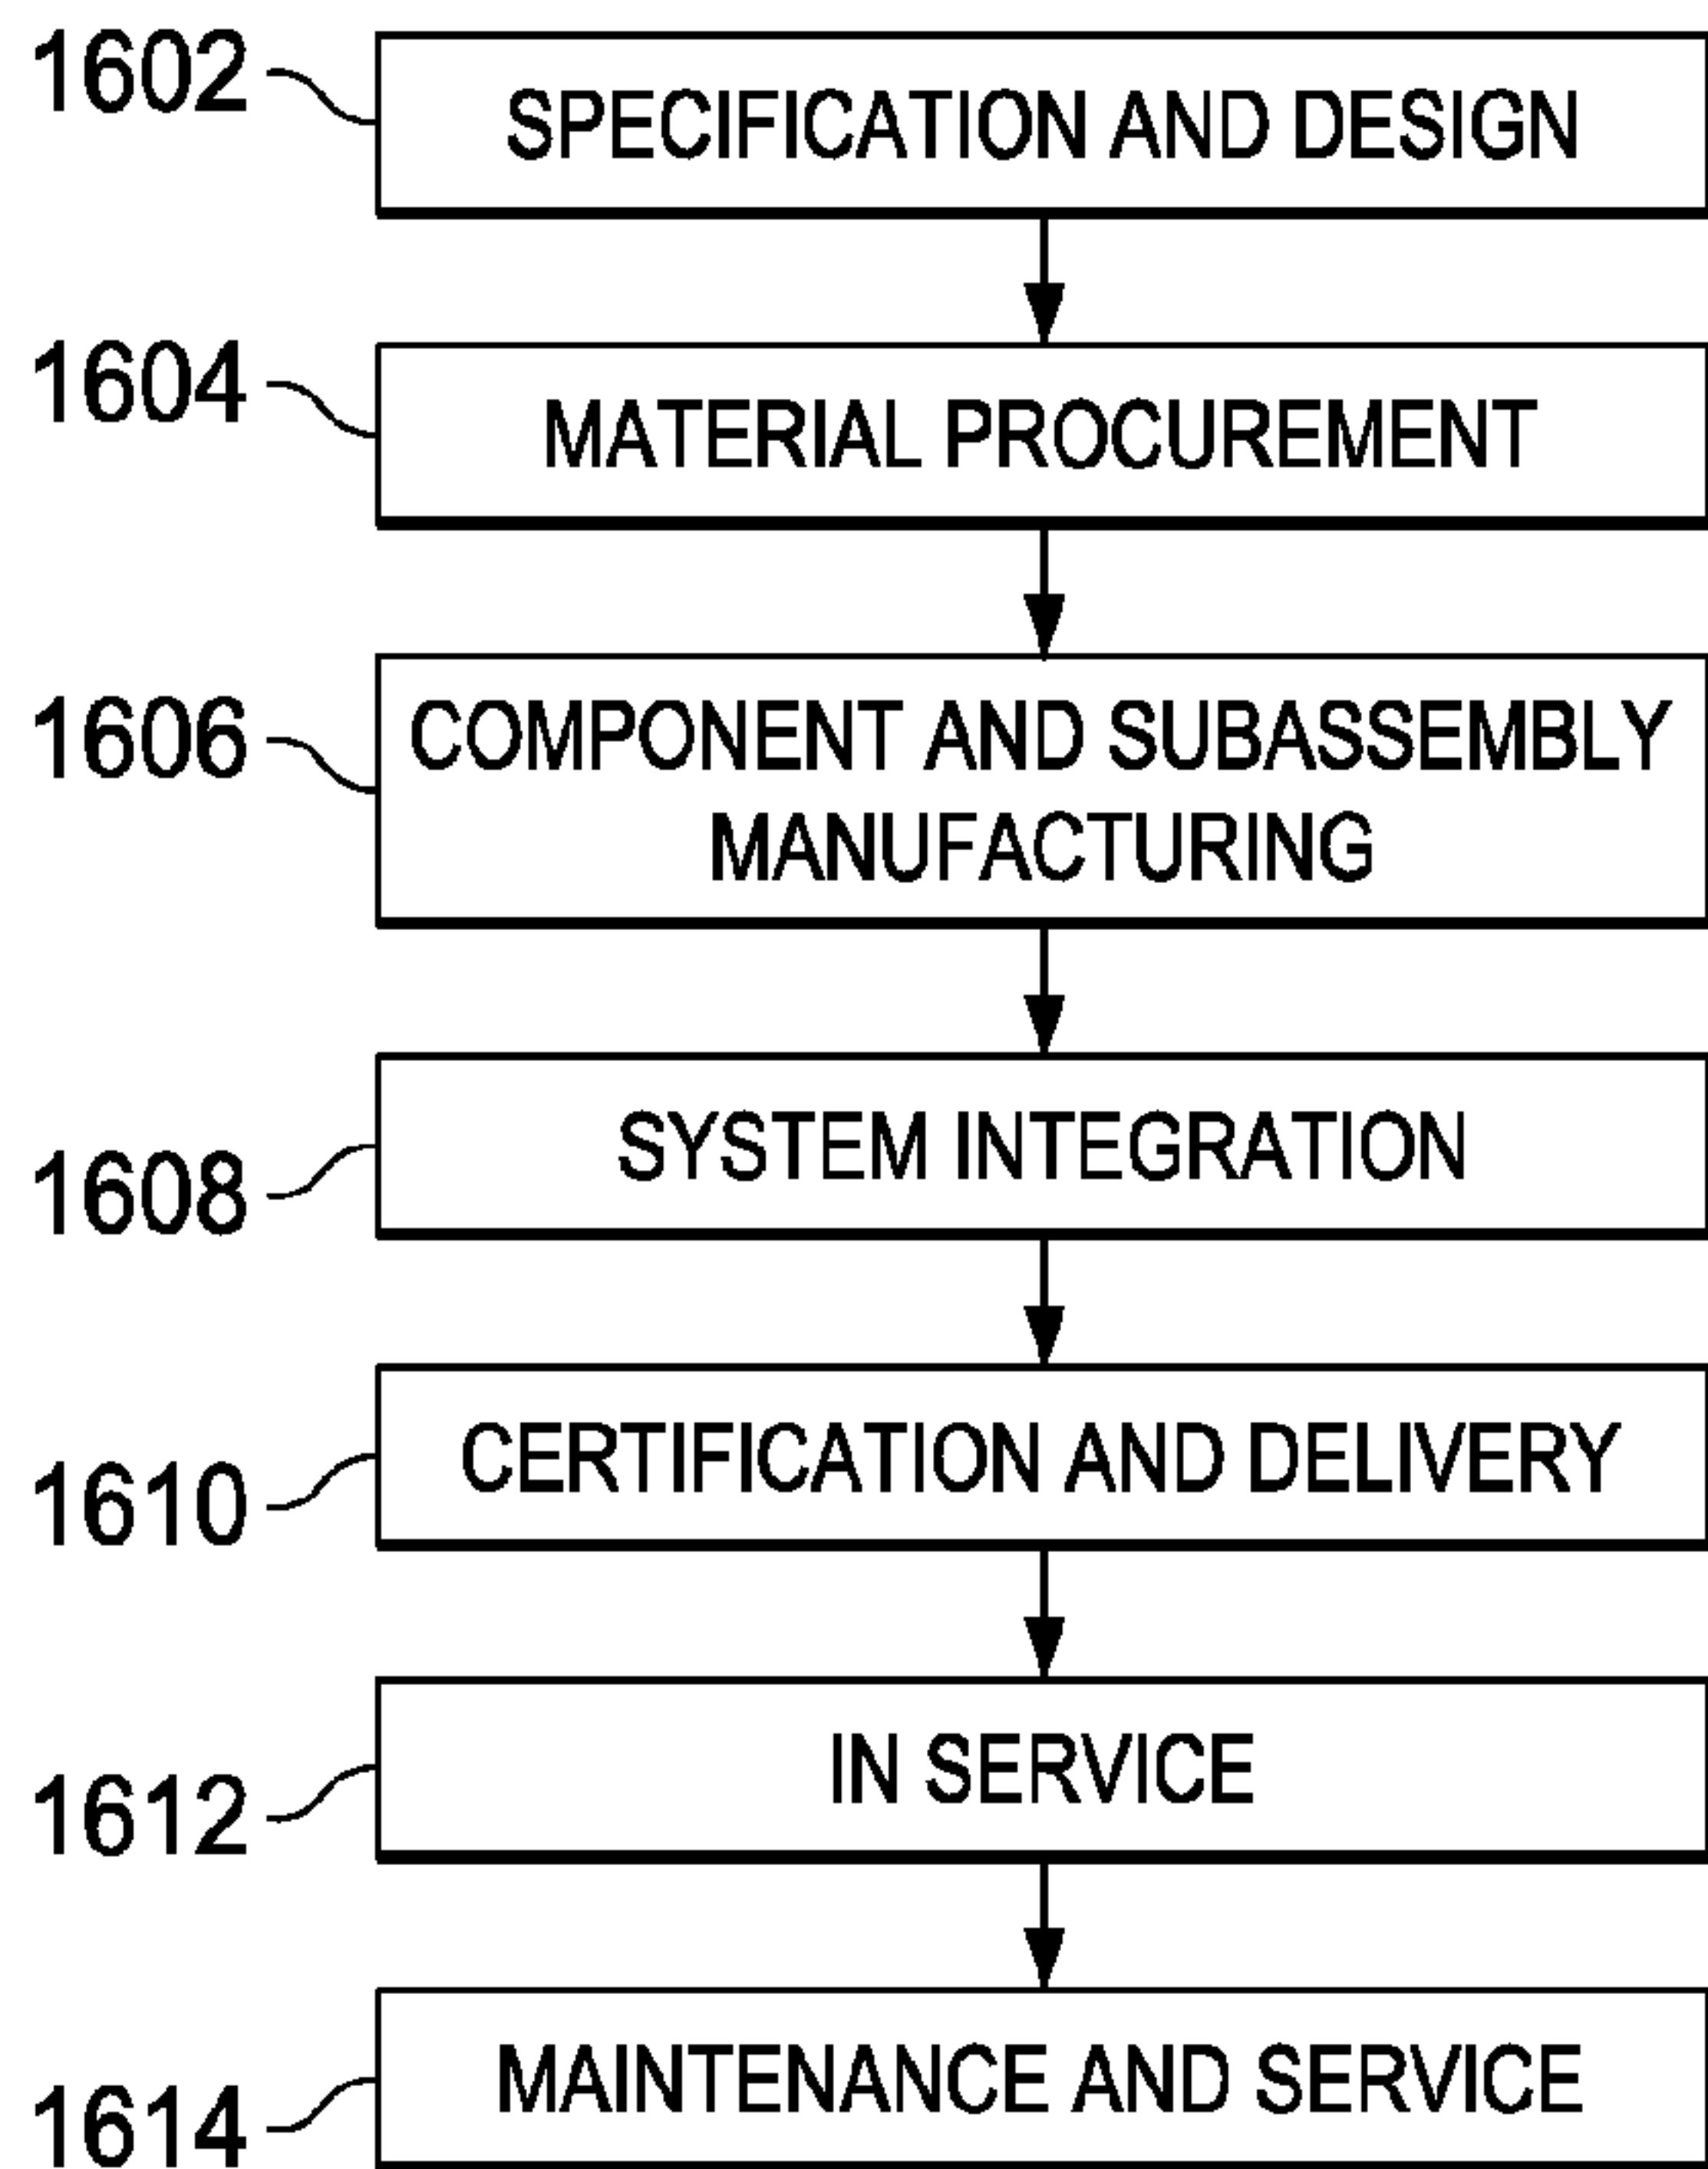 1602
SPECIFICATION AND DESIGN
1604
MATERIAL PROCUREMENT
1606
COMPONENT AND SUBASSEMBLY
MANUFACTURING
1608
SYSTEM INTEGRATION
1610
CERTIFICATION AND DELIVERY
1612
IN SERVICE
1614
MAINTENANCE AND SERVICE